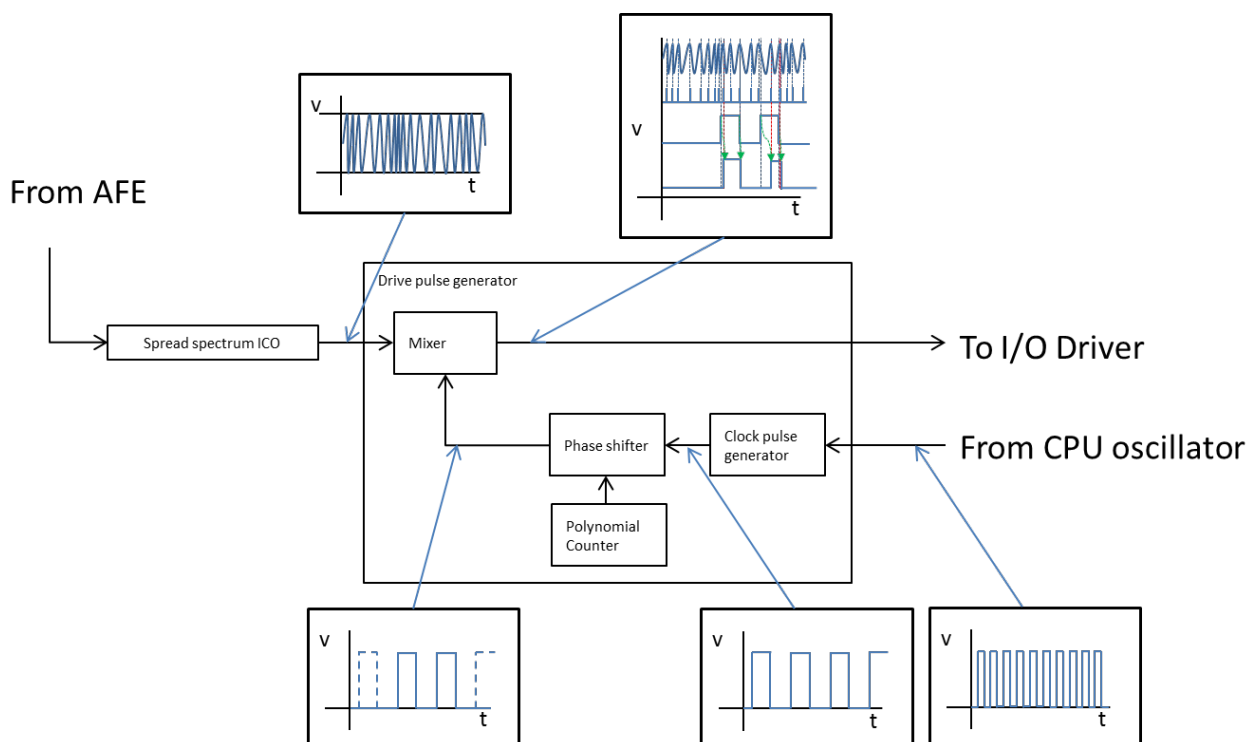 v
t
v
t
From AFE
Drive pulse generator
Spread spectrum ICO
Mixer
To I/O Driver
Phase shifter
Clock pulse
generator
From CPU oscillator
Polynomial
Counter
v
t
v
t
v
t